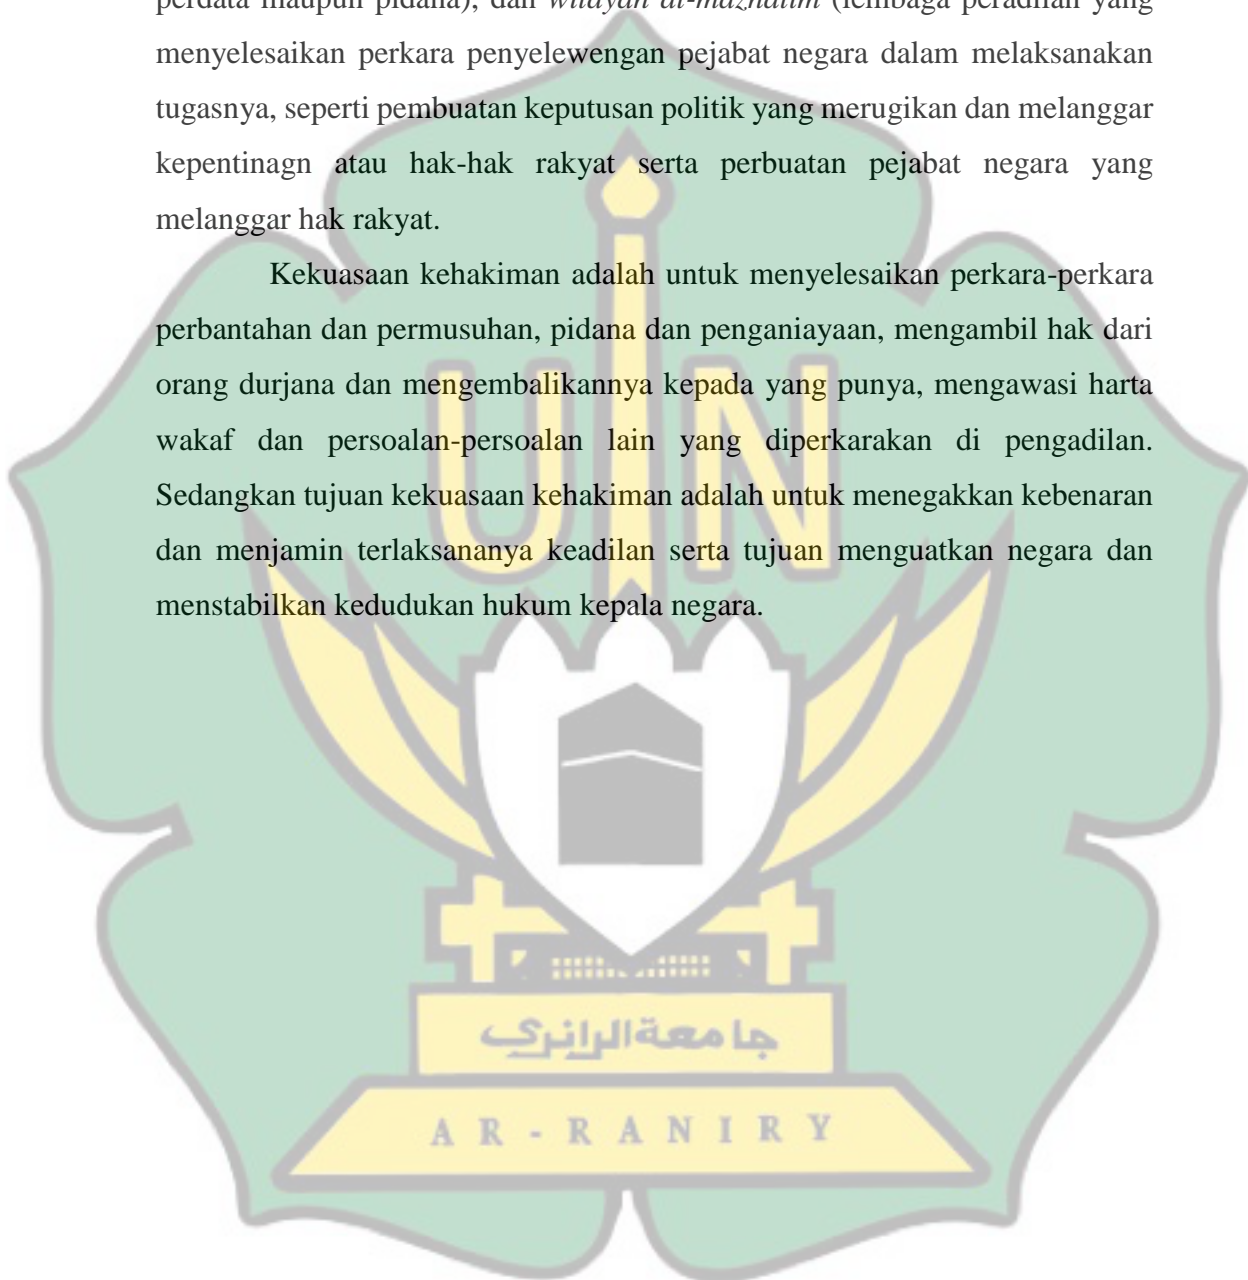 perdata maupun pidana), dan wilayah al-mazhalim (lembaga peradilan yang
menyelesaikan perkara penyelewengan pejabat negara dalam melaksanakan
tugasnya, seperti pembuatan keputusan politik yang merugikan dan melanggar
kepentinagn atau hak-hak rakyat serta perbuatan pejabat negara yang
melanggar hak rakyat.
Kekuasaan kehakiman adalah untuk menyelesaikan perkara-perkara
perbantahan dan permusuhan, pidana dan penganiayaan, mengambil hak dari
orang durjana dan mengembalikannya kepada yang punya, mengawasi harta
wakaf dan persoalan-persoalan lain yang diperkarakan di pengadilan.
Sedangkan tujuan kekuasaan kehakiman adalah untuk menegakkan kebenaran
dan menjamin terlaksananya keadilan serta tujuan menguatkan negara dan
menstabilkan kedudukan hukum kepala negara.
UIN
جامعة الرانري
AR-RANIRY